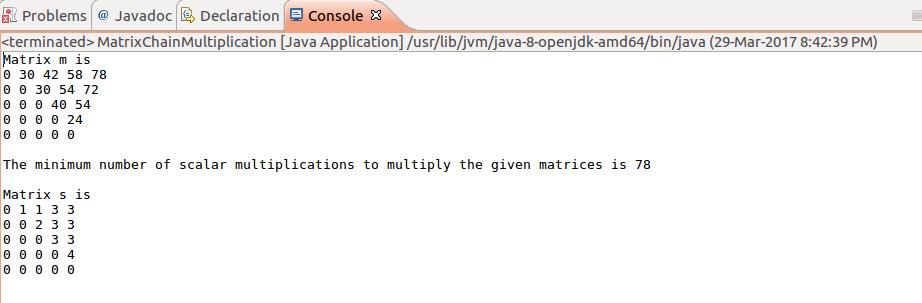 Problems @ Javadoc Declaration Console
<terminated> MatrixChainMultiplication [Java Application] /usr/lib/jvm/java-8-openjdk-amd64/bin/java (29-Mar-2017 8:42:39 PM)
Matrix m is
0 30 42 58 78
0 0 30 54 72
0 0 0 40 54
0 0 0 0 24
0 0 0 0 0
The minimum number of scalar multiplications to multiply the given matrices is 78
Matrix s is
0 1 1 3 3
0 0 2 3 3
0 0 0 3 3
0 0 0 0 4
0 0 0 0 0